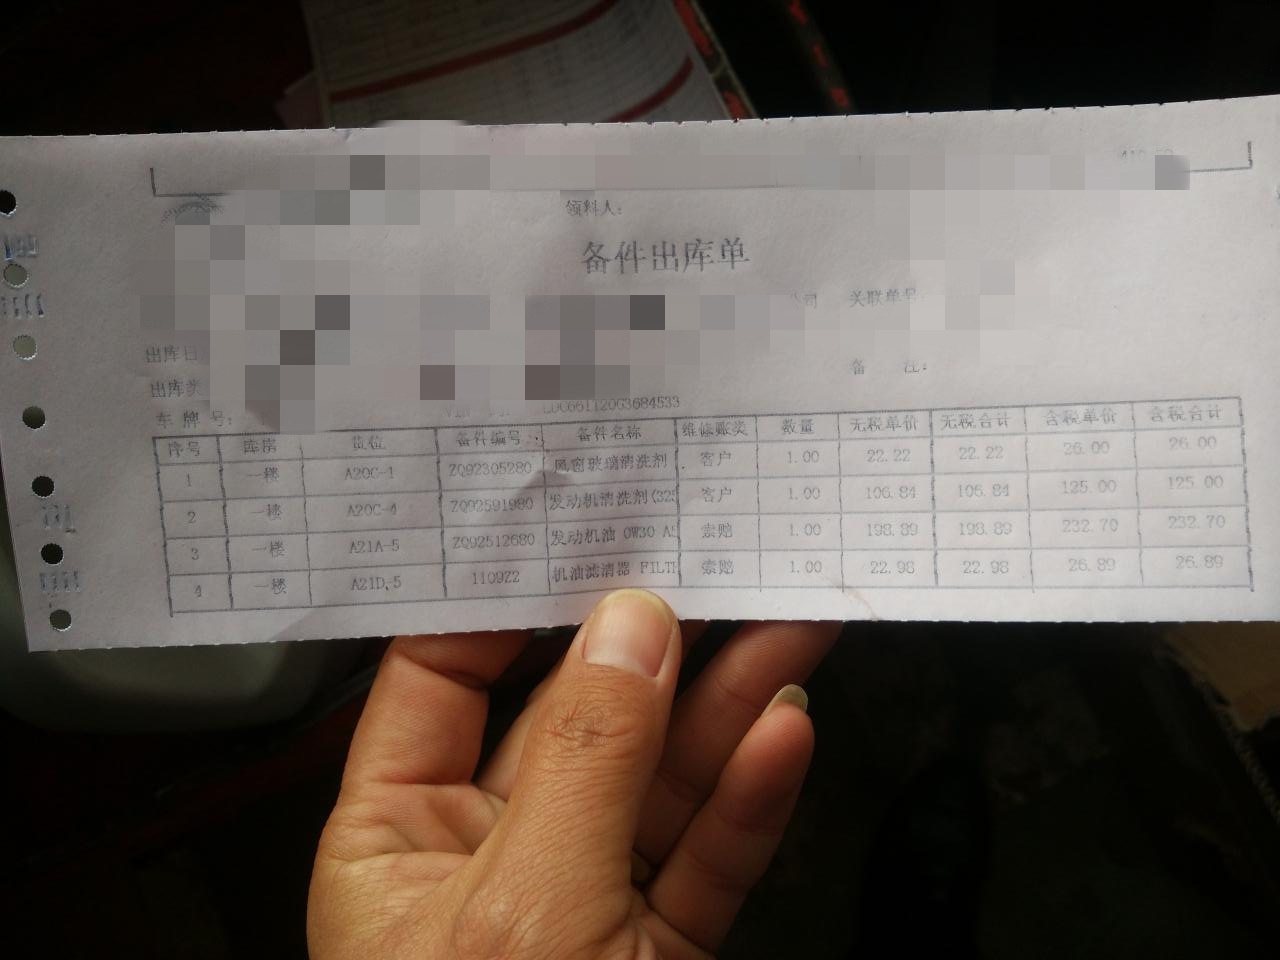 领料人:
备件出库单
公司 关联单号:
出库日
备 注:
出库类
车牌号:
序号 库房 货位 备件编号 备件名称 维修账类 数量 无税单价 无税合计 含税单价 含税合计
1 一楼 A20C-1 ZQ92305280 风窗玻璃清洗剂 客户 1.00 22.22 22.22 26.00 26.00
2 一楼 A20C-4 ZQ92591980 发动机清洗剂(325 客户 1.00 106.84 106.84 125.00 125.00
3 一楼 A21A-5 ZQ92512680 发动机油 0W30 A5 索赔 1.00 198.89 198.89 232.70 232.70
4 一楼 A21D,5 1109Z2 机油滤清器 FILT 索赔 1.00 22.98 22.98 26.89 26.89